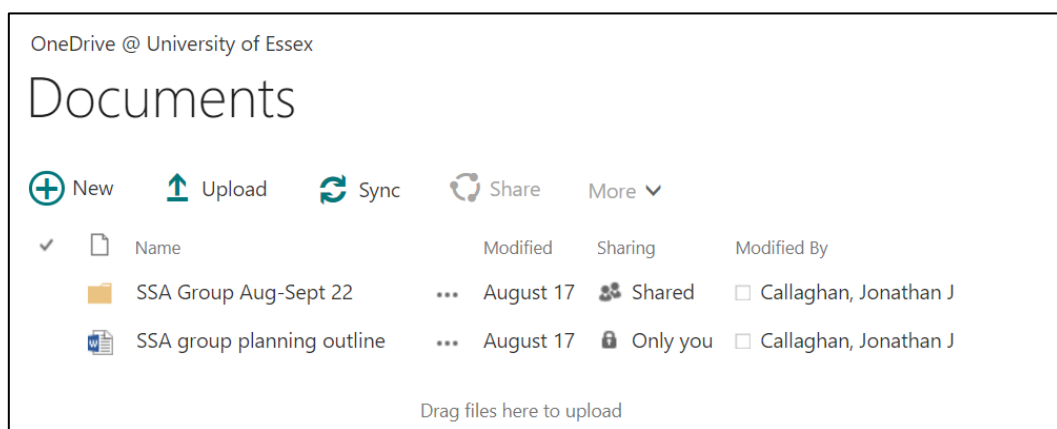 OneDrive @ University of Essex
Documents
New Upload Sync Share More
Name Modified Sharing Modified By
SSA Group Aug-Sept 22 ... August 17 Shared Callaghan, Jonathan J
SSA group planning outline ... August 17 Only you Callaghan, Jonathan J
Drag files here to upload